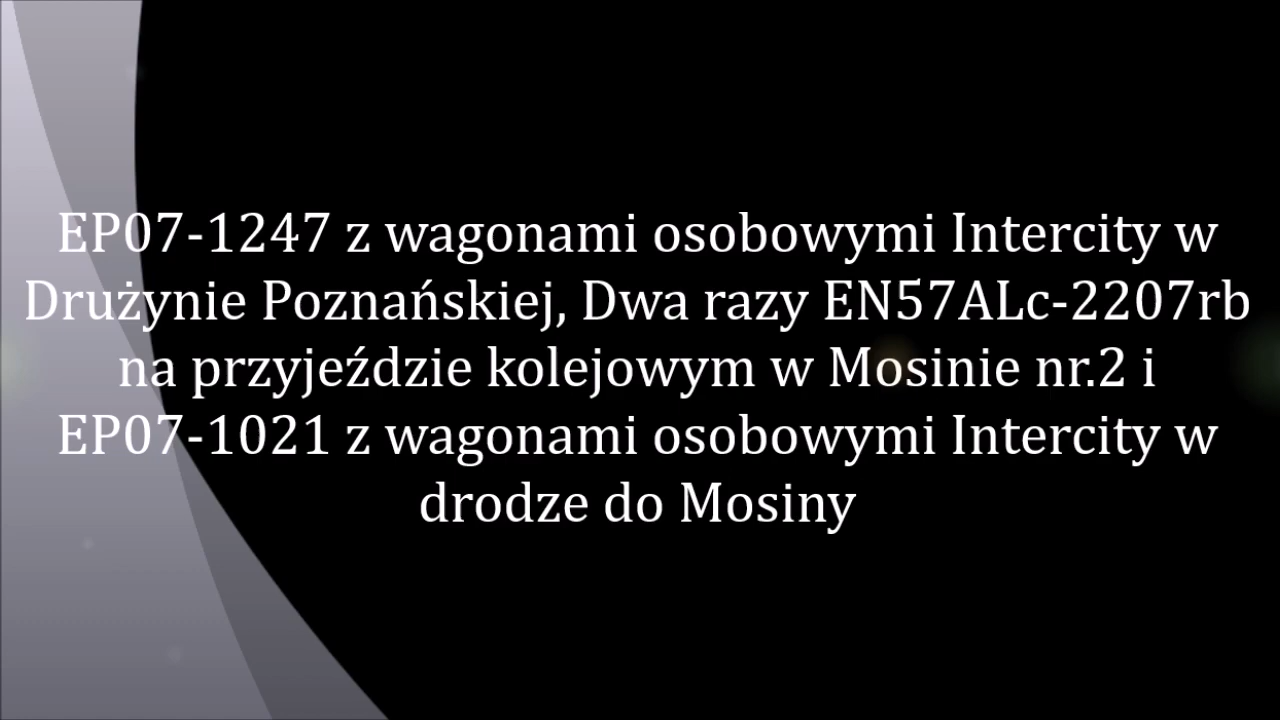 EP07-1247 z wagonami osobowymi Intercity w
Drużynie Poznańskiej, Dwa razy EN57ALc-2207rb
na przyjeździe kolejowym w Mosinie nr.2 i
EP07-1021 z wagonami osobowymi Intercity w
drodze do Mosiny